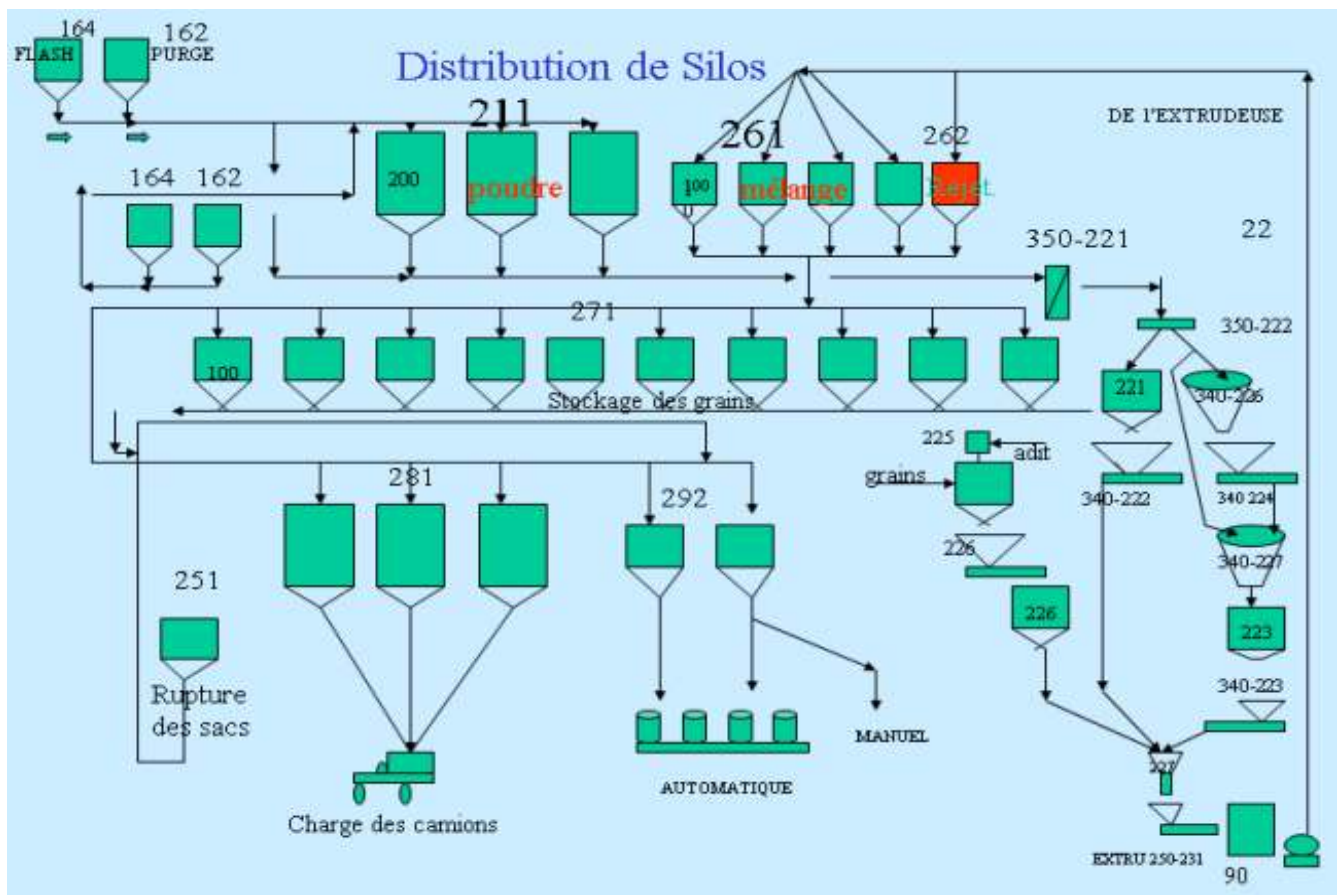 164
162
FLASH
PURGE
Distribution de Silos
211
DE l'EXTRUDEUSE
261
262
164
162
200
poudre
100
0
mélange
Rejet.
350-221
22
271
350-222
100
221
340-226
Stockage des grains
225
adit
grains
281
292
340-222
340 224
226
340-227
251
226
223
Rupture
des sacs
340-223
MANUEL
227
AUTOMATIQUE
Charge des camions
EXTRU 250-231
90